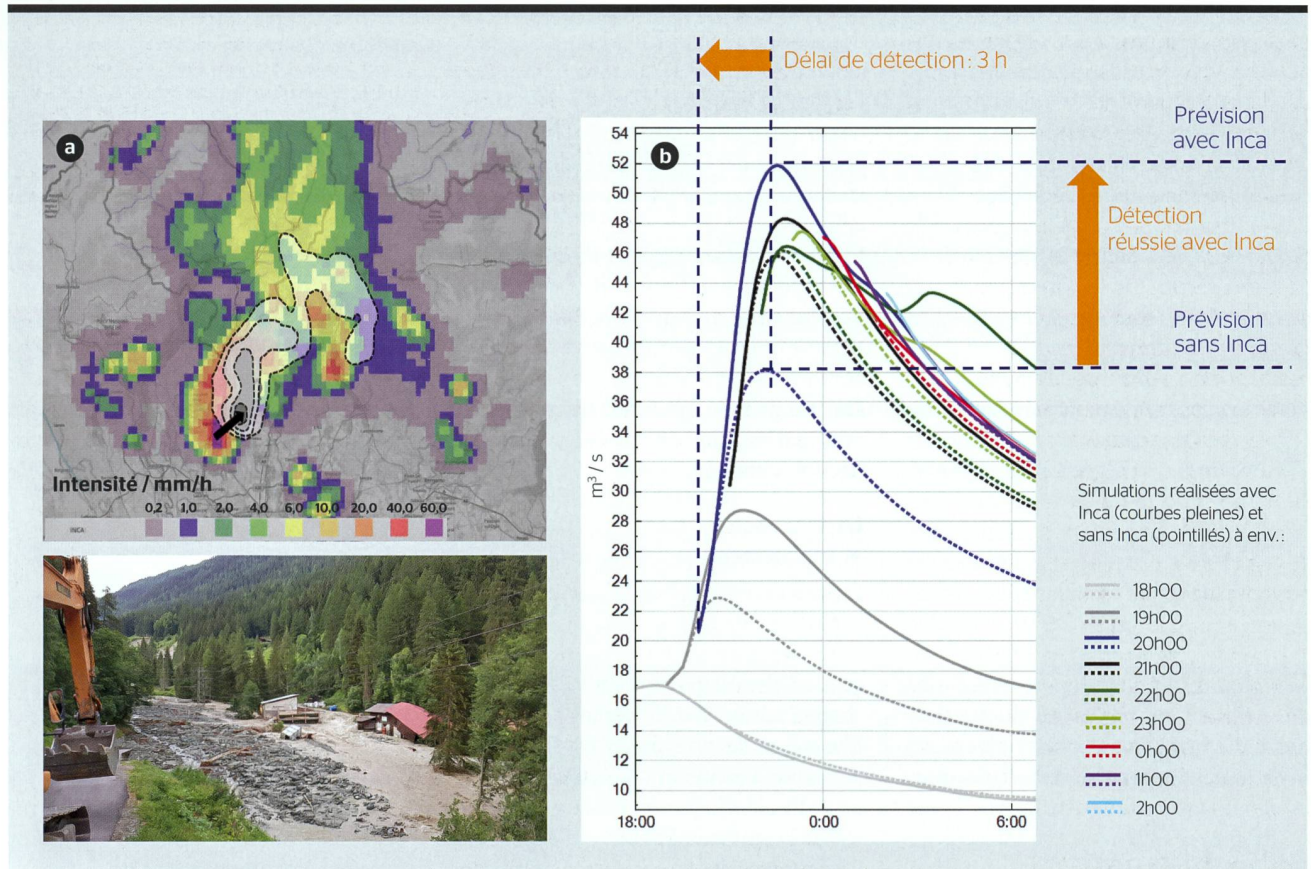 Délai de détection: 3 h
a
Intensité / mm/h
0,2 1,0 2,0 4,0 6,0 10,0 20,0 40,0 60,0
INCA
b
54
52
50
48
46
44
42
40
38
36
34
32
30
28
26
24
22
20
18
16
14
12
10
m³ / s
18:00 0:00 6:00
Prévision
avec Inca
Détection
réussie avec Inca
Prévision
sans Inca
Simulations réalisées avec
Inca (courbes pleines) et
sans Inca (pointillés) à env.:
18h00
19h00
20h00
21h00
22h00
23h00
0h00
1h00
2h00